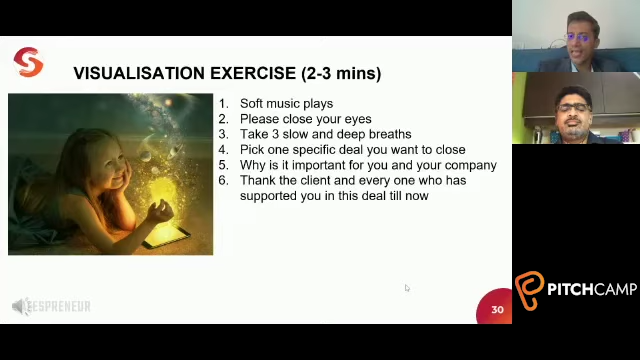 VISUALISATION EXERCISE (2-3 mins)
1. Soft music plays
2. Please close your eyes
3. Take 3 slow and deep breaths
4. Pick one specific deal you want to close
5. Why is it important for you and your company
6. Thank the client and every one who has
supported you in this deal till now
EESPRENEUR
30
PITCHCAMP